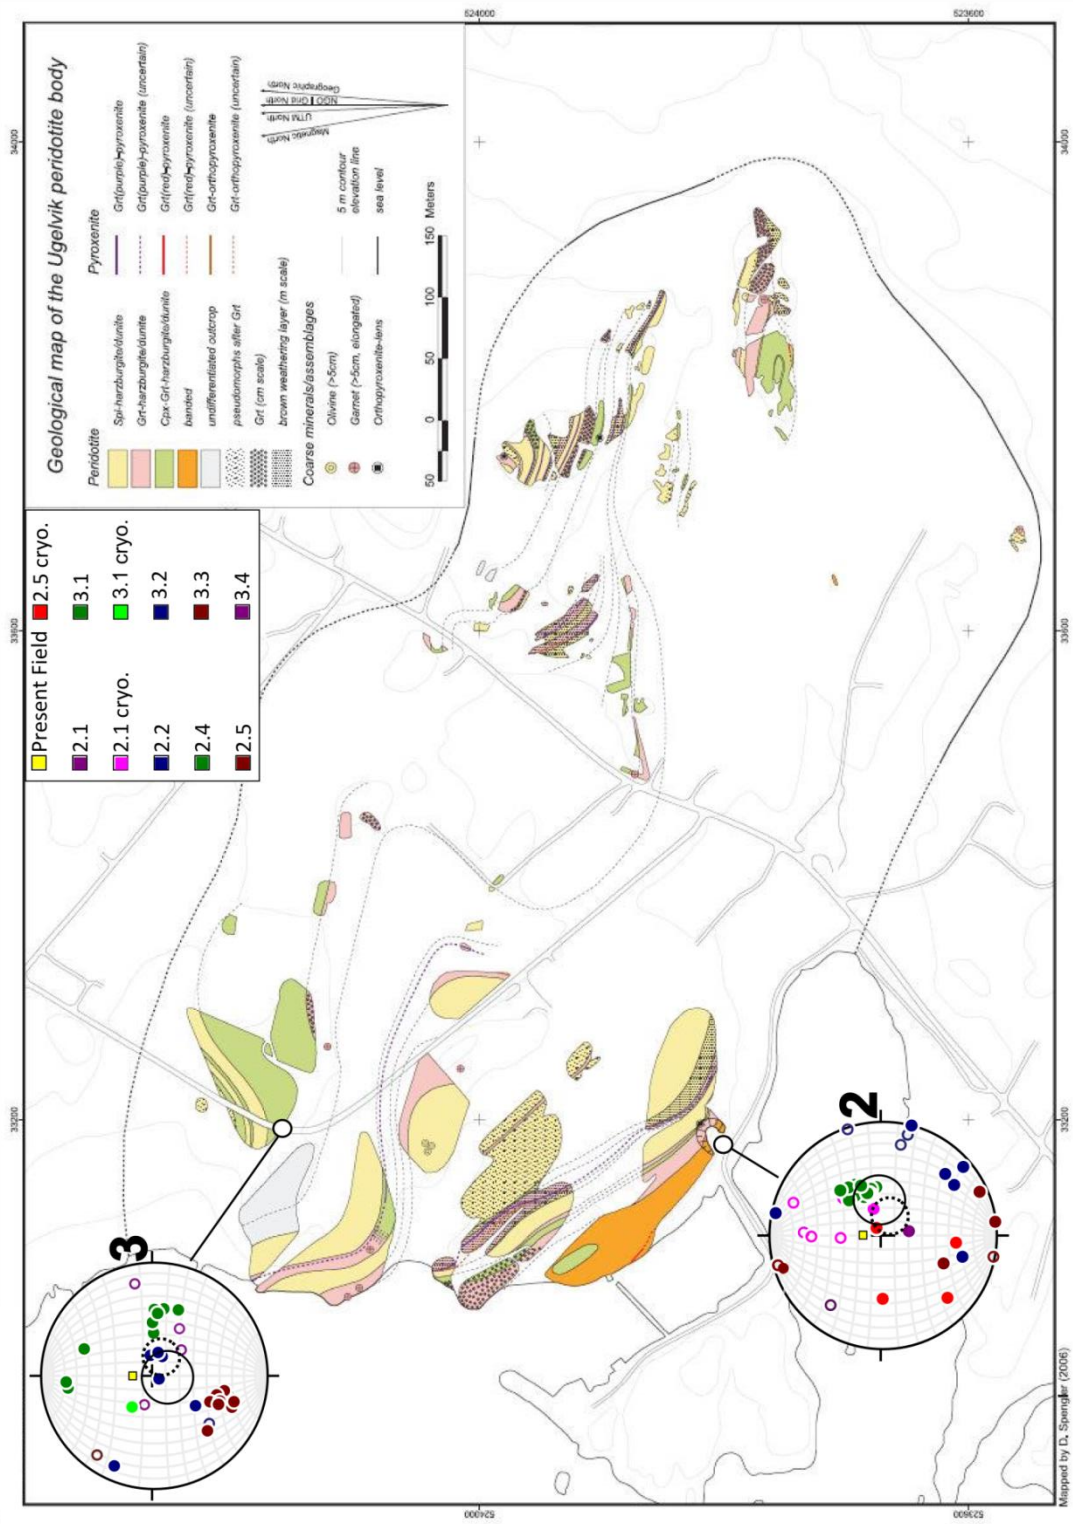 Geological map of the Ugelvik peridotite body
Peridotite
Spl-harzburgite/dunite
Grt-harzburgite/dunite
Cpx-Grt-harzburgite/dunite
banded
undifferentiated outcrop
pseudomorphs after Grt
Grt (cm scale)
brown weathering layer (m scale)
Coarse minerals/assemblages
Olivine (>5cm)
Garnet (>5cm, elongated)
Orthopyroxenite-lens
Pyroxenite
Grt(purple)-pyroxenite
Grt(purple)-pyroxenite (uncertain)
Grt(red)-pyroxenite
Grt(red)-pyroxenite (uncertain)
Grt-orthopyroxenite
Grt-orthopyroxenite (uncertain)
Magnetic North
UTM North
NGO I Grid North
Geographic North
5 m contour
elevation line
sea level
50 0 50 100 150 Meters
Present Field
2.1
2.1 cryo.
2.2
2.4
2.5
2.5 cryo.
3.1
3.1 cryo.
3.2
3.3
3.4
3
2
33200
33600
34000
33200
33600
34000
524000
523600
524000
523600
Mapped by D. Spengler (2006)